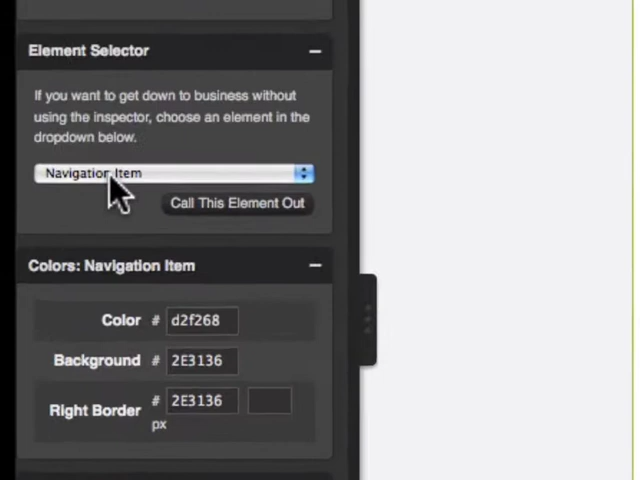 Element Selector
If you want to get down to business without
using the inspector, choose an element in the
dropdown below.
Navigation Item
Call This Element Out
Colors: Navigation Item
Color # d2f268
Background # 2E3136
Right Border # 2E3136
px